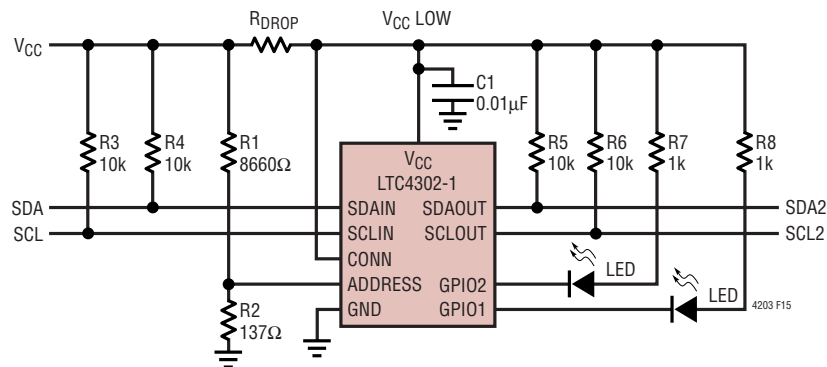 RDROP
VCC LOW
VCC
C1
0.01µF
R3
10k
R4
10k
R1
8660Ω
R5
10k
R6
10k
R7
1k
R8
1k
VCC
LTC4302-1
SDA
SDAIN
SDAOUT
SDA2
SCL
SCLIN
SCLOUT
SCL2
CONN
LED
ADDRESS
GPIO2
LED
GND
GPIO1
4203 F15
R2
137Ω